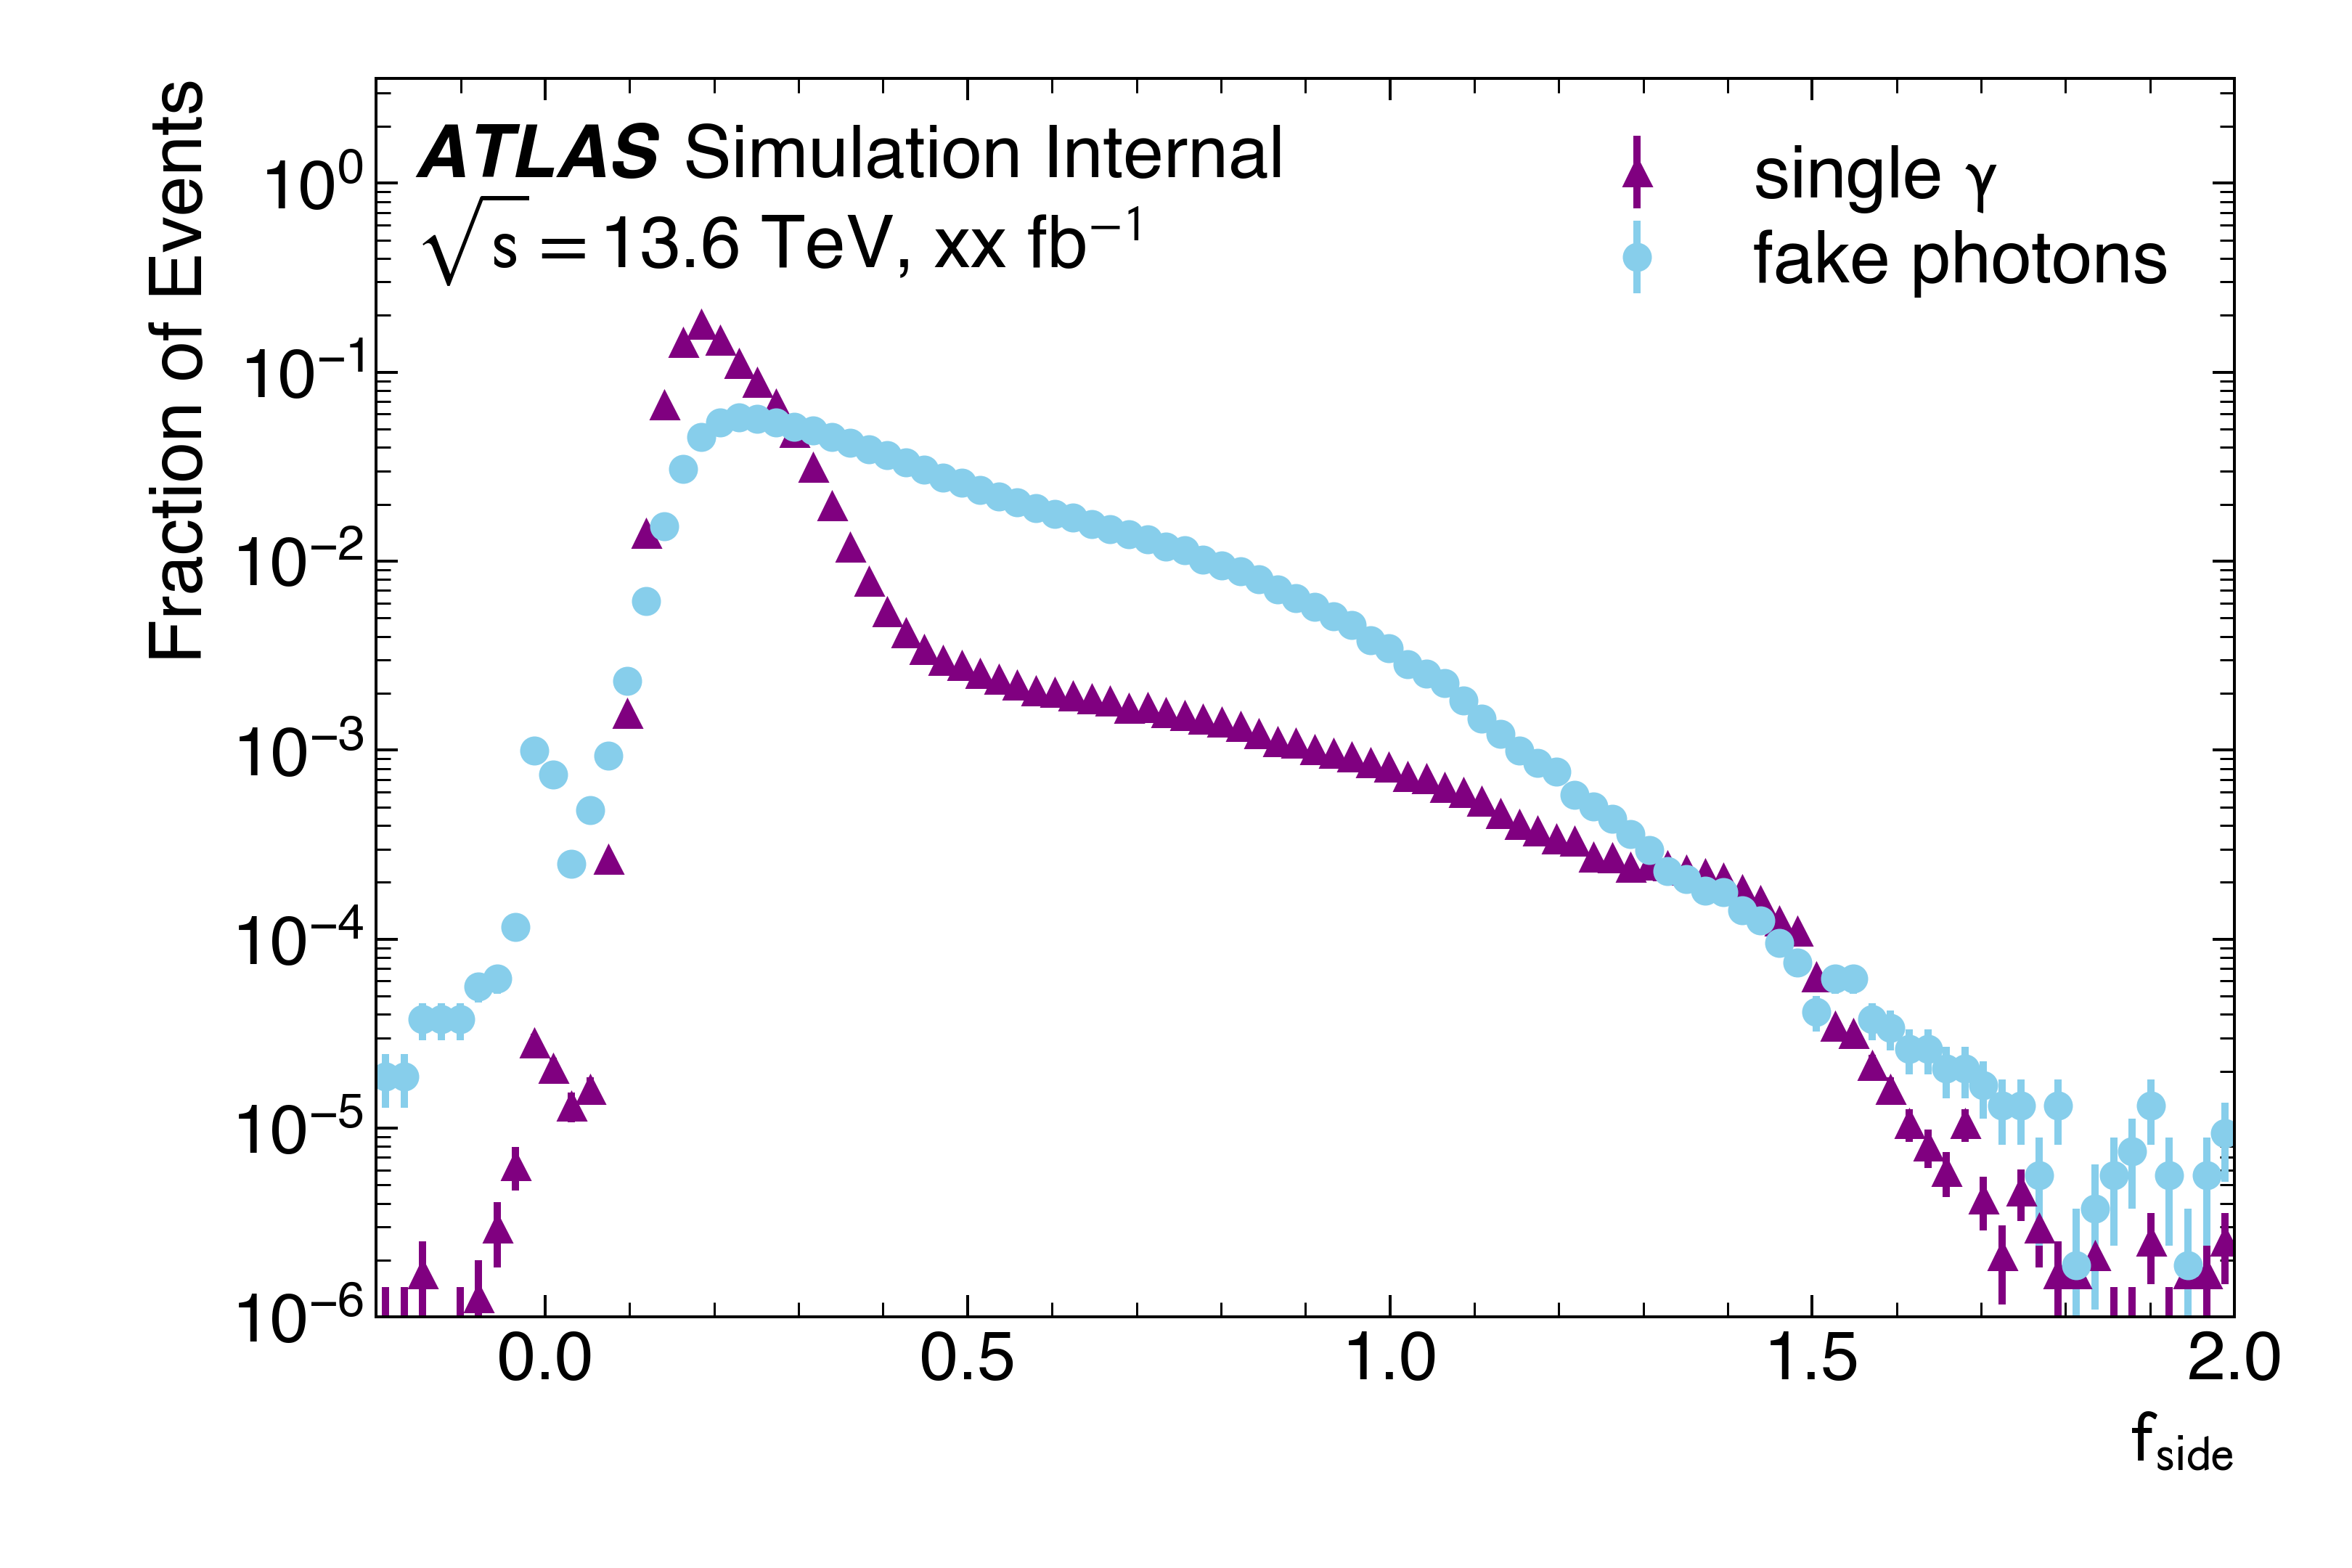 Fraction of Events
ATLAS Simulation Internal
√s = 13.6 TeV, xx fb⁻¹
single γ
fake photons
10⁰
10⁻¹
10⁻²
10⁻³
10⁻⁴
10⁻⁵
10⁻⁶
0.0 0.5 1.0 1.5 2.0
f_side